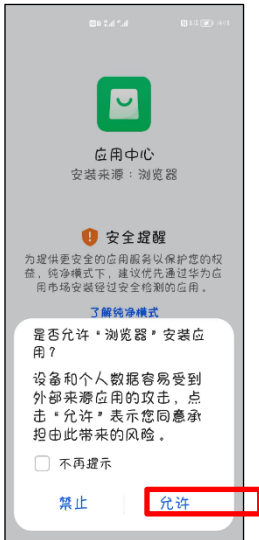 应用中心
安装来源：浏览器
安全提醒
为提供更安全的应用服务以保护您的权
益，纯净模式下，建议优先通过华为应
用市场安装经过安全检测的应用。
了解纯净模式
是否允许“浏览器”安装应
用？
设备和个人数据容易受到
外部来源应用的攻击，点
击“允许”表示您同意承
担由此带来的风险。
不再提示
禁止
允许